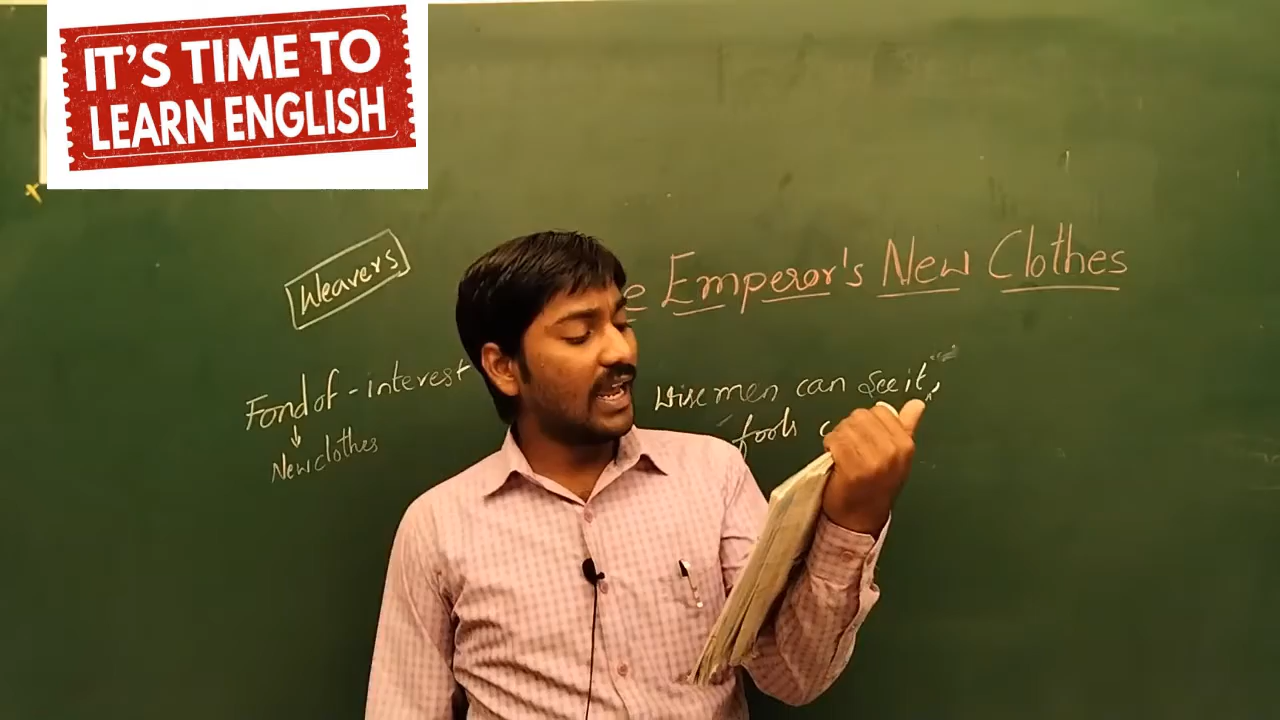 IT'S TIME TO
LEARN ENGLISH
Weavers
Emperor's New Clothes
Fond of - interest
New clothes
wise men can see it,
fools